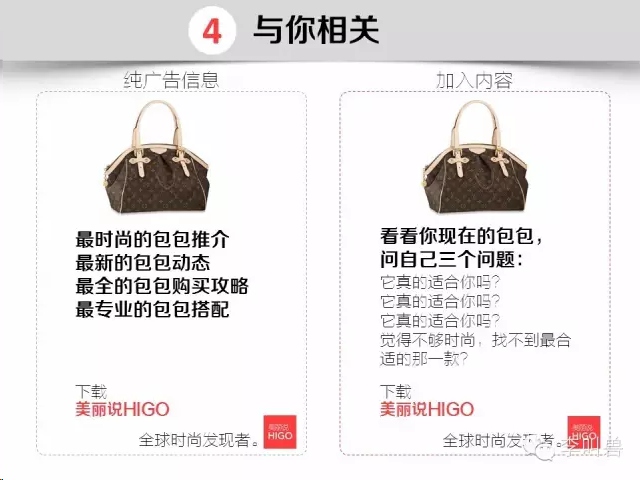 4 与你相关
纯广告信息
最时尚的包包推介
最新的包包动态
最全的包包购买攻略
最专业的包包搭配
下载
美丽说HIGO
全球时尚发现者。
美丽说
HIGO
加入内容
看看你现在的包包，
问自己三个问题：
它真的适合你吗？
它真的适合你吗？
它真的适合你吗？
觉得不够时尚，找不到最合
适的那一款？
下载
美丽说HIGO
全球时尚发现者。
美丽说
HIGO
李叫兽